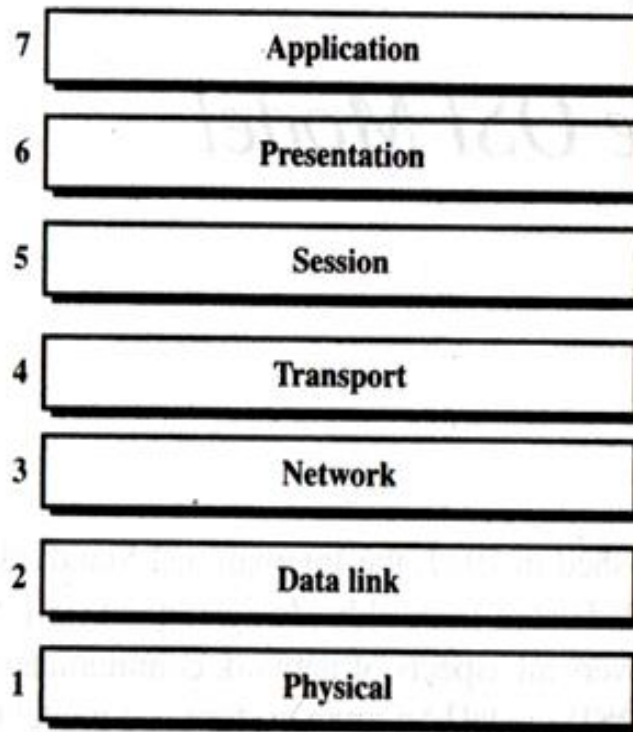 7 Application
6 Presentation
5 Session
4 Transport
3 Network
2 Data link
1 Physical